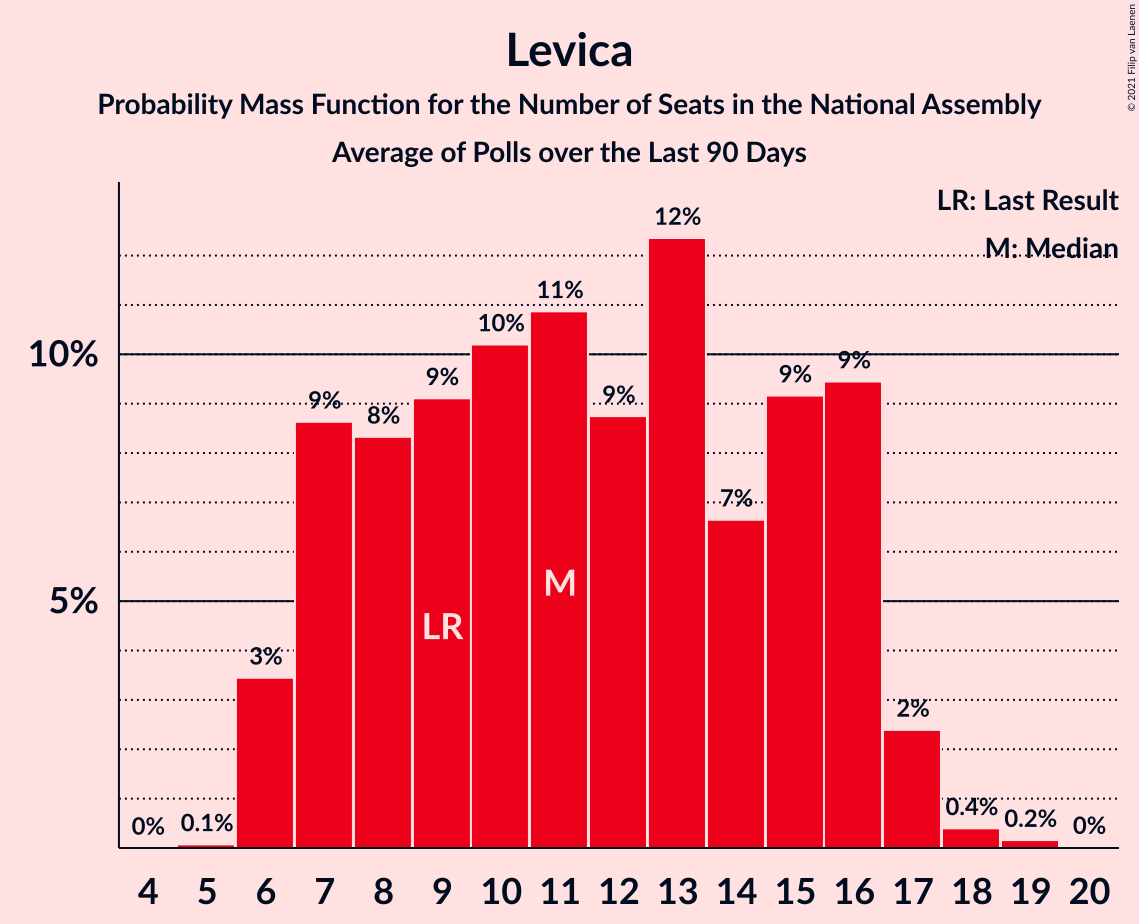 Levica
Probability Mass Function for the Number of Seats in the National Assembly
Average of Polls over the Last 90 Days
© 2021 Filip van Laenen
LR: Last Result
M: Median
10%
5%
0%
0.1%
3%
9%
8%
9%
10%
11%
9%
12%
7%
9%
9%
2%
0.4%
0.2%
0%
LR
M
4 5 6 7 8 9 10 11 12 13 14 15 16 17 18 19 20